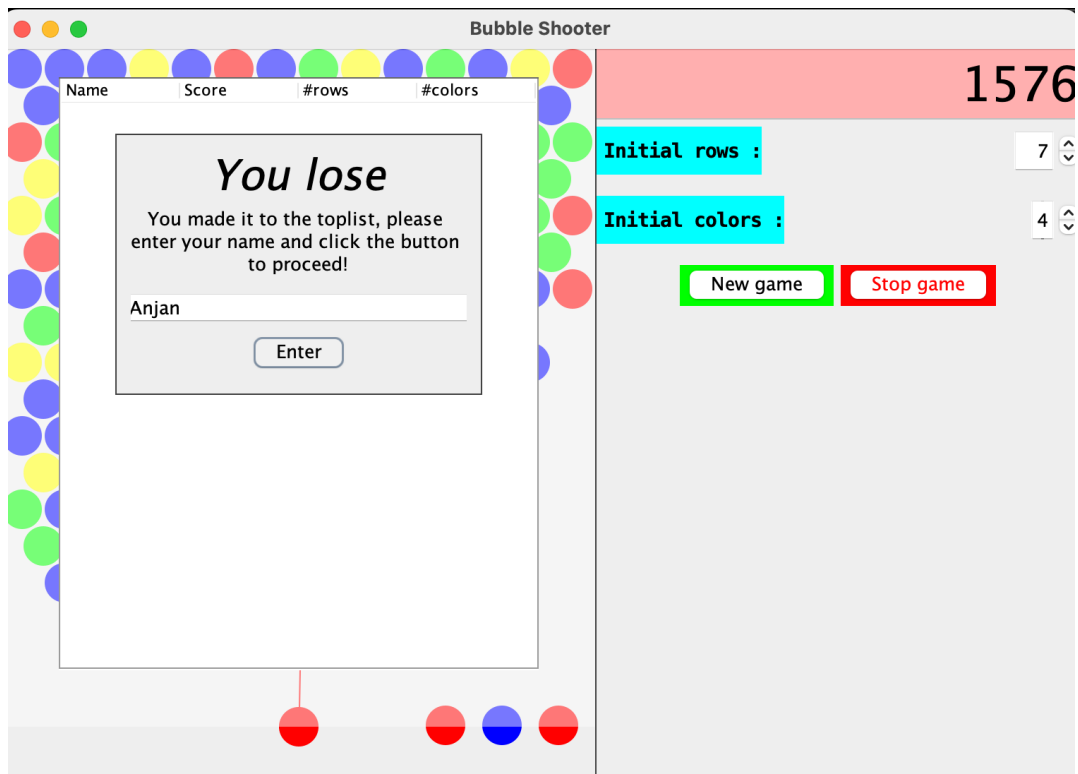 Bubble Shooter
Name Score #rows #colors
You lose
You made it to the toplist, please
enter your name and click the button
to proceed!
Anjan
Enter
1576
Initial rows : 7
Initial colors : 4
New game Stop game